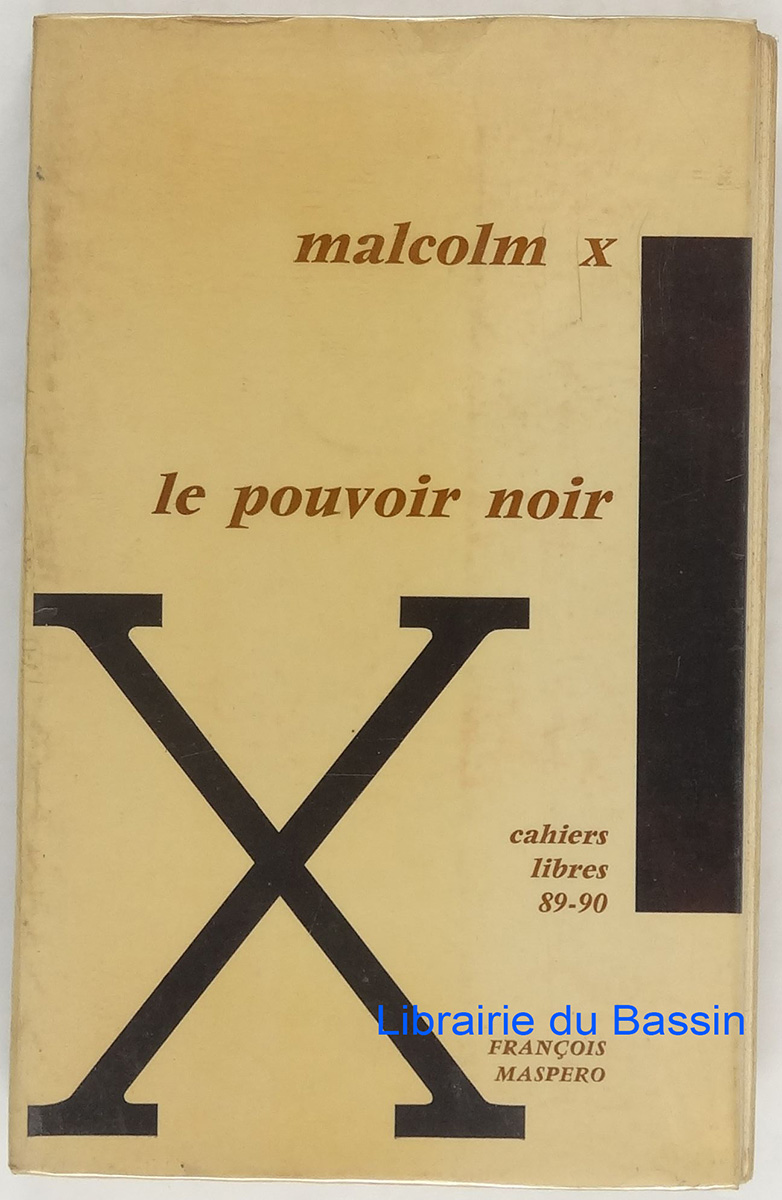 malcolm x
le pouvoir noir
X
cahiers
libres
89-90
Librairie du Bassin
FRANÇOIS
MASPERO